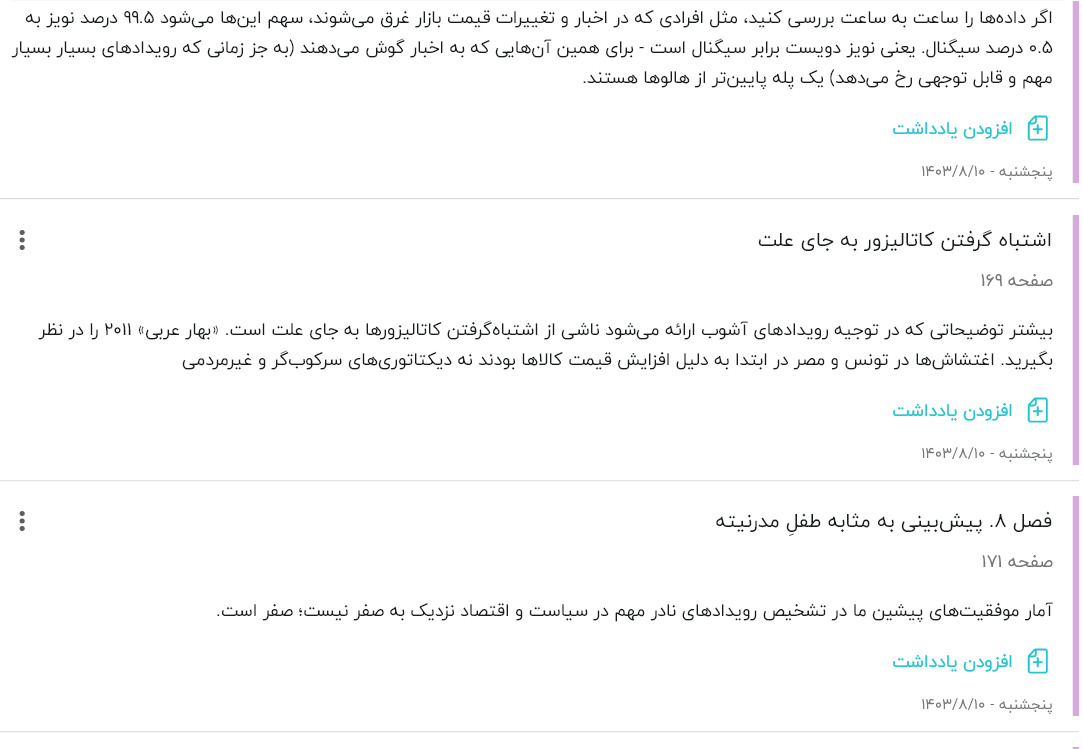 اگر داده‌ها را ساعت به ساعت بررسی کنید، مثل افرادی که در اخبار و تغییرات قیمت بازار غرق می‌شوند، سهم این‌ها می‌شود ۹۹.۵ درصد نویز به
۰.۵ درصد سیگنال. یعنی نویز دویست برابر سیگنال است - برای همین آن‌هایی که به اخبار گوش می‌دهند (به جز زمانی که رویدادهای بسیار بسیار
مهم و قابل توجهی رخ می‌دهد) یک پله پایین‌تر از هالوها هستند.
افزودن یادداشت
پنجشنبه - ۱۴۰۳/۸/۱۰
اشتباه گرفتن کاتالیزور به جای علت
صفحه ۱۶۹
بیشتر توضیحاتی که در توجیه رویدادهای آشوب ارائه می‌شود ناشی از اشتباه‌گرفتن کاتالیزورها به جای علت است. «بهار عربی» ۲۰۱۱ را در نظر
بگیرید. اغتشاش‌ها در تونس و مصر در ابتدا به دلیل افزایش قیمت کالاها بودند نه دیکتاتوری‌های سرکوب‌گر و غیرمردمی
افزودن یادداشت
پنجشنبه - ۱۴۰۳/۸/۱۰
فصل ۸. پیش‌بینی به مثابه طفلِ مدرنیته
صفحه ۱۷۱
آمار موفقیت‌های پیشین ما در تشخیص رویدادهای نادر مهم در سیاست و اقتصاد نزدیک به صفر نیست؛ صفر است.
افزودن یادداشت
پنجشنبه - ۱۴۰۳/۸/۱۰